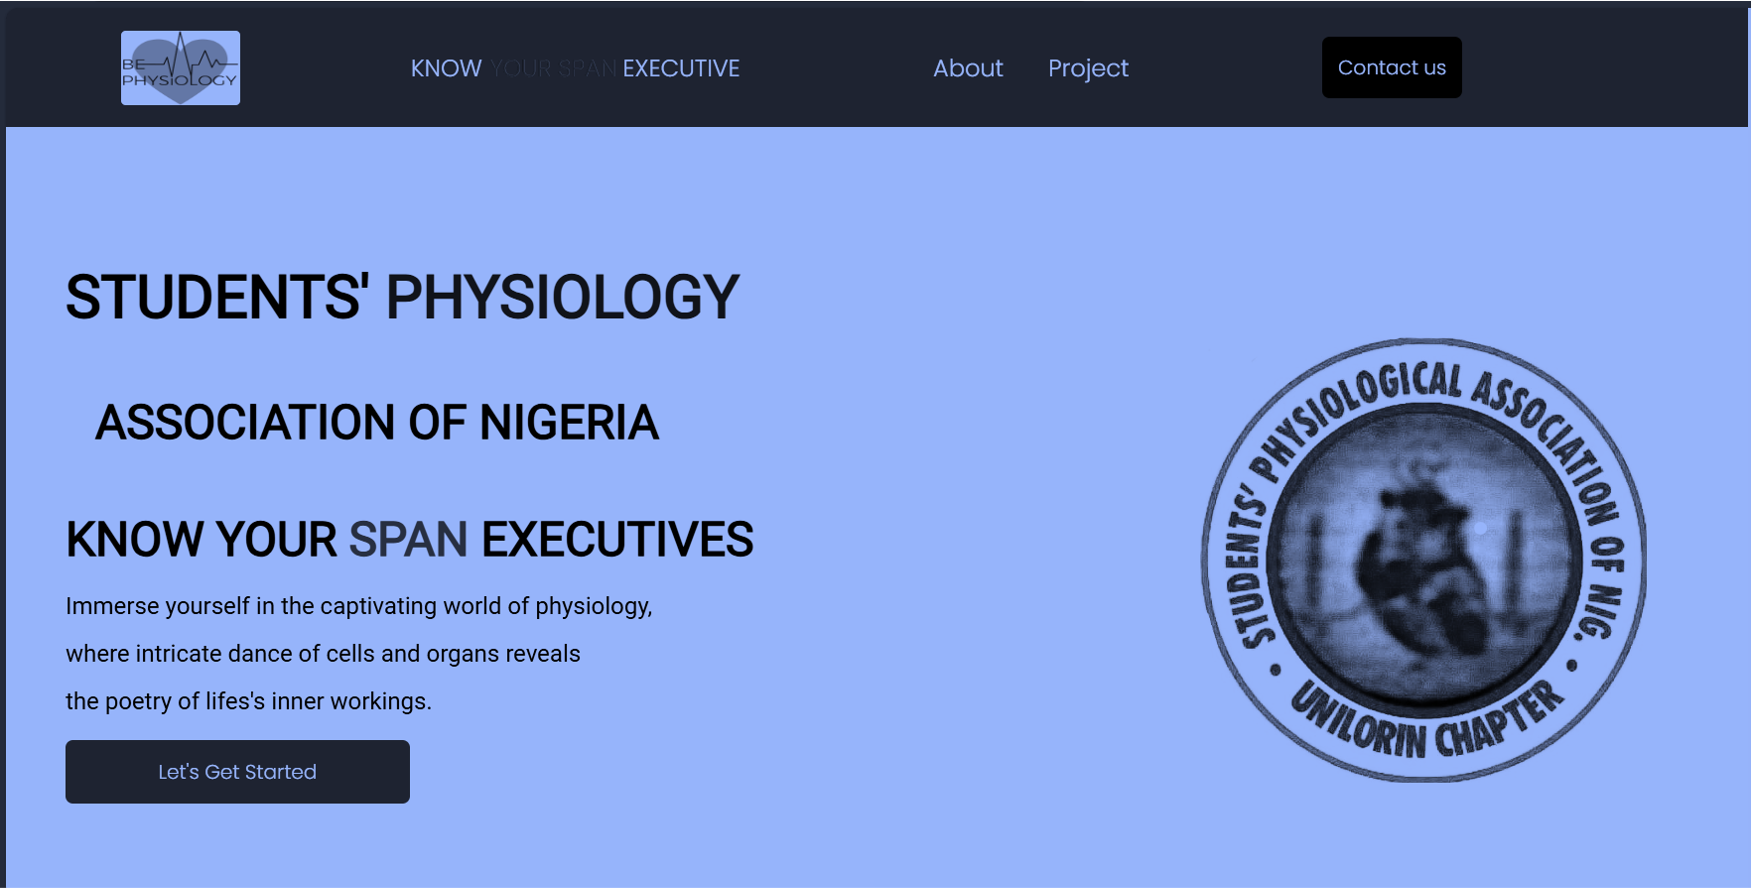 BE
PHYSIOLOGY
KNOW YOUR SPAN EXECUTIVE
About
Project
Contact us
STUDENTS' PHYSIOLOGY
ASSOCIATION OF NIGERIA
KNOW YOUR SPAN EXECUTIVES
Immerse yourself in the captivating world of physiology,
where intricate dance of cells and organs reveals
the poetry of lifes's inner workings.
Let's Get Started
STUDENTS' PHYSIOLOGICAL ASSOCIATION OF NIG.
• UNILORIN CHAPTER •